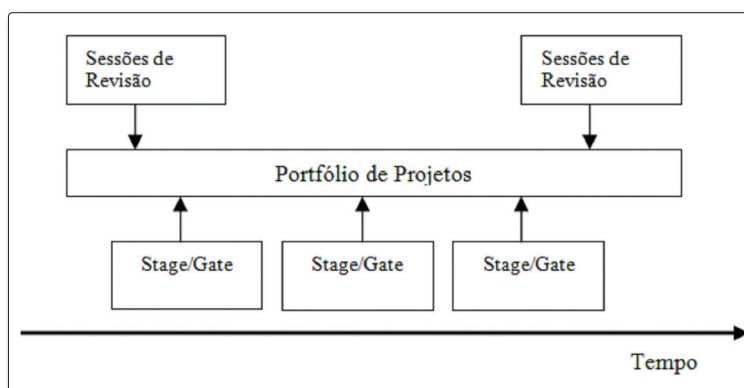 Sessões de
Revisão
Sessões de
Revisão
Portfólio de Projetos
Stage/Gate
Stage/Gate
Stage/Gate
Tempo